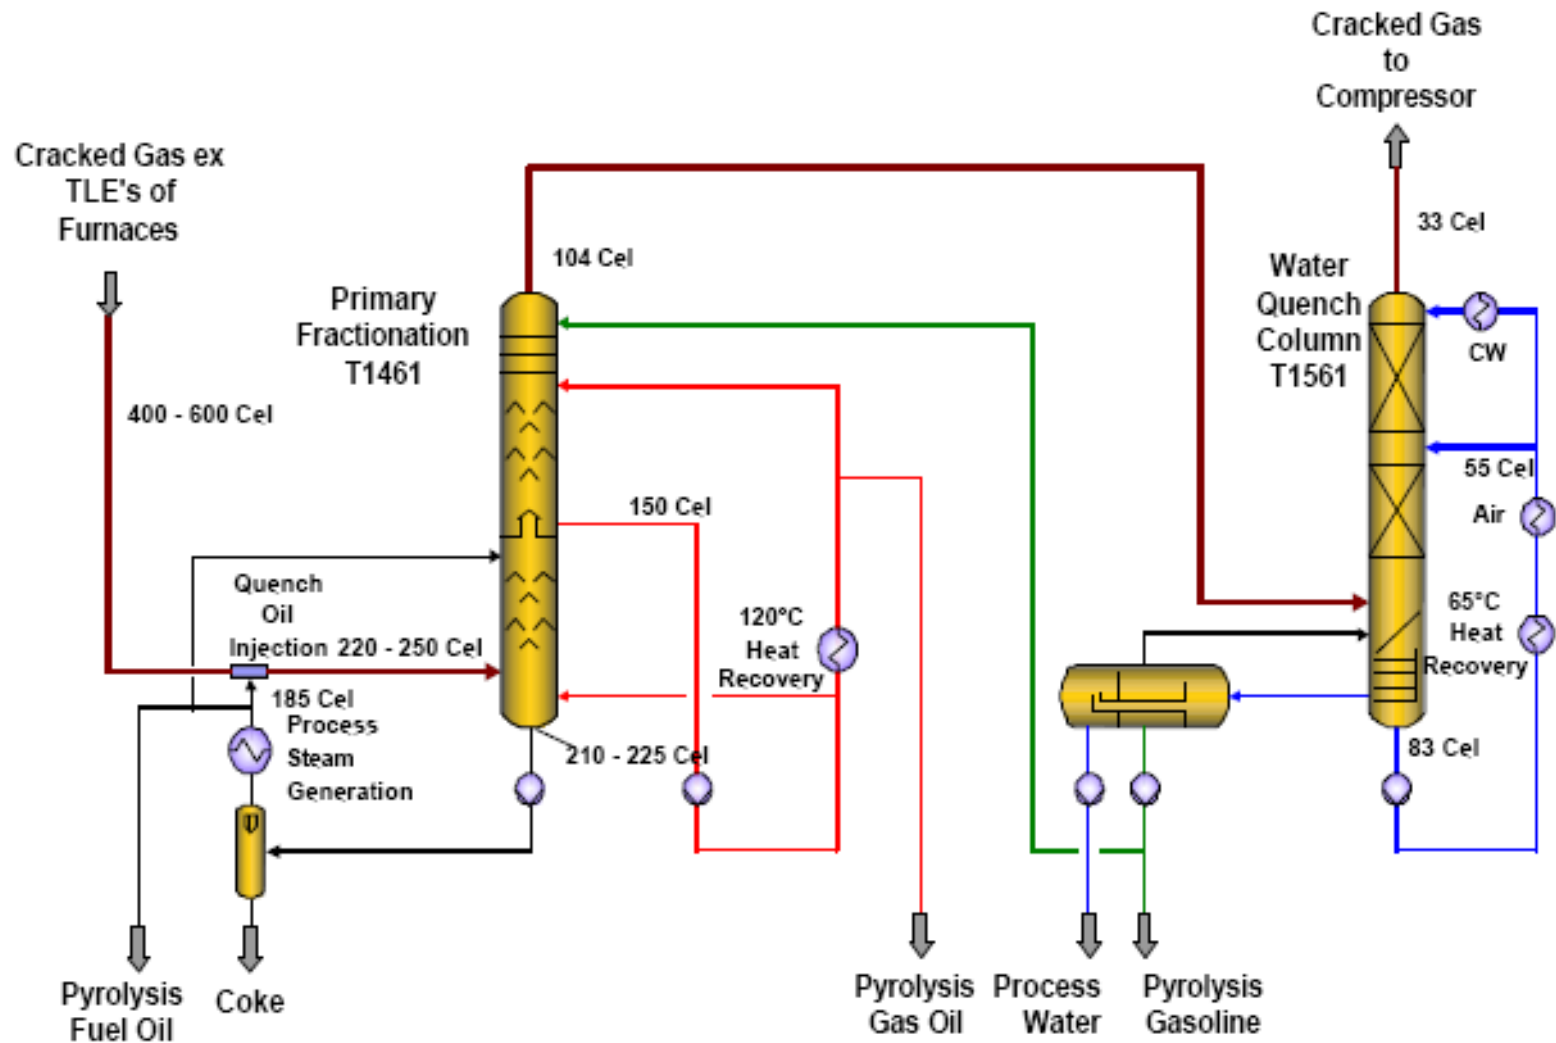 Cracked Gas
to
Compressor
Cracked Gas ex
TLE's of
Furnaces
33 Cel
104 Cel
Water
Quench
Column
T1561
Primary
Fractionation
T1461
CW
400 - 600 Cel
55 Cel
150 Cel
Air
Quench
Oil
Injection 220 - 250 Cel
120°C
Heat
Recovery
65°C
Heat
Recovery
185 Cel
Process
Steam
Generation
210 - 225 Cel
83 Cel
Pyrolysis
Fuel Oil
Coke
Pyrolysis
Gas Oil
Process
Water
Pyrolysis
Gasoline